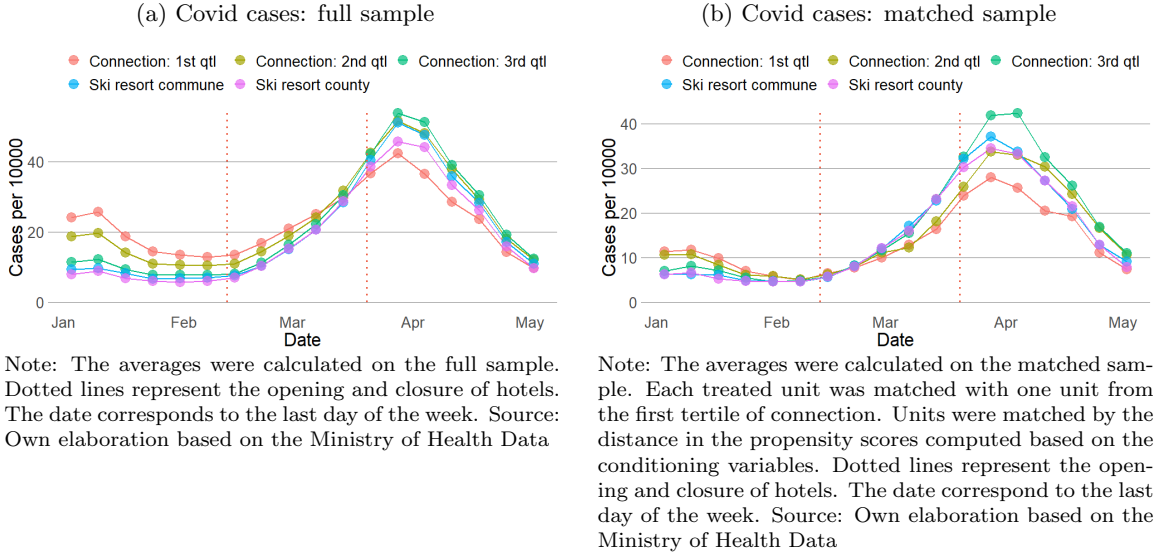 (a) Covid cases: full sample
Connection: 1st qtl Connection: 2nd qtl Connection: 3rd qtl
Ski resort commune Ski resort county
Cases per 10000
40
20
0
Jan Feb Mar Apr May
Date
Note: The averages were calculated on the full sample.
Dotted lines represent the opening and closure of hotels.
The date corresponds to the last day of the week. Source:
Own elaboration based on the Ministry of Health Data
(b) Covid cases: matched sample
Connection: 1st qtl Connection: 2nd qtl Connection: 3rd qtl
Ski resort commune Ski resort county
Cases per 10000
40
30
20
10
0
Jan Feb Mar Apr May
Date
Note: The averages were calculated on the matched sam-
ple. Each treated unit was matched with one unit from
the first tertile of connection. Units were matched by the
distance in the propensity scores computed based on the
conditioning variables. Dotted lines represent the open-
ing and closure of hotels. The date correspond to the last
day of the week. Source: Own elaboration based on the
Ministry of Health Data